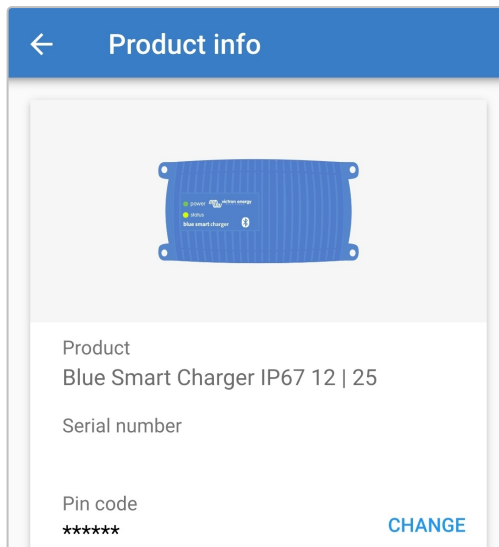 Product info
power victron energy
status
blue smart charger
Product
Blue Smart Charger IP67 12 | 25
Serial number
Pin code
****** CHANGE